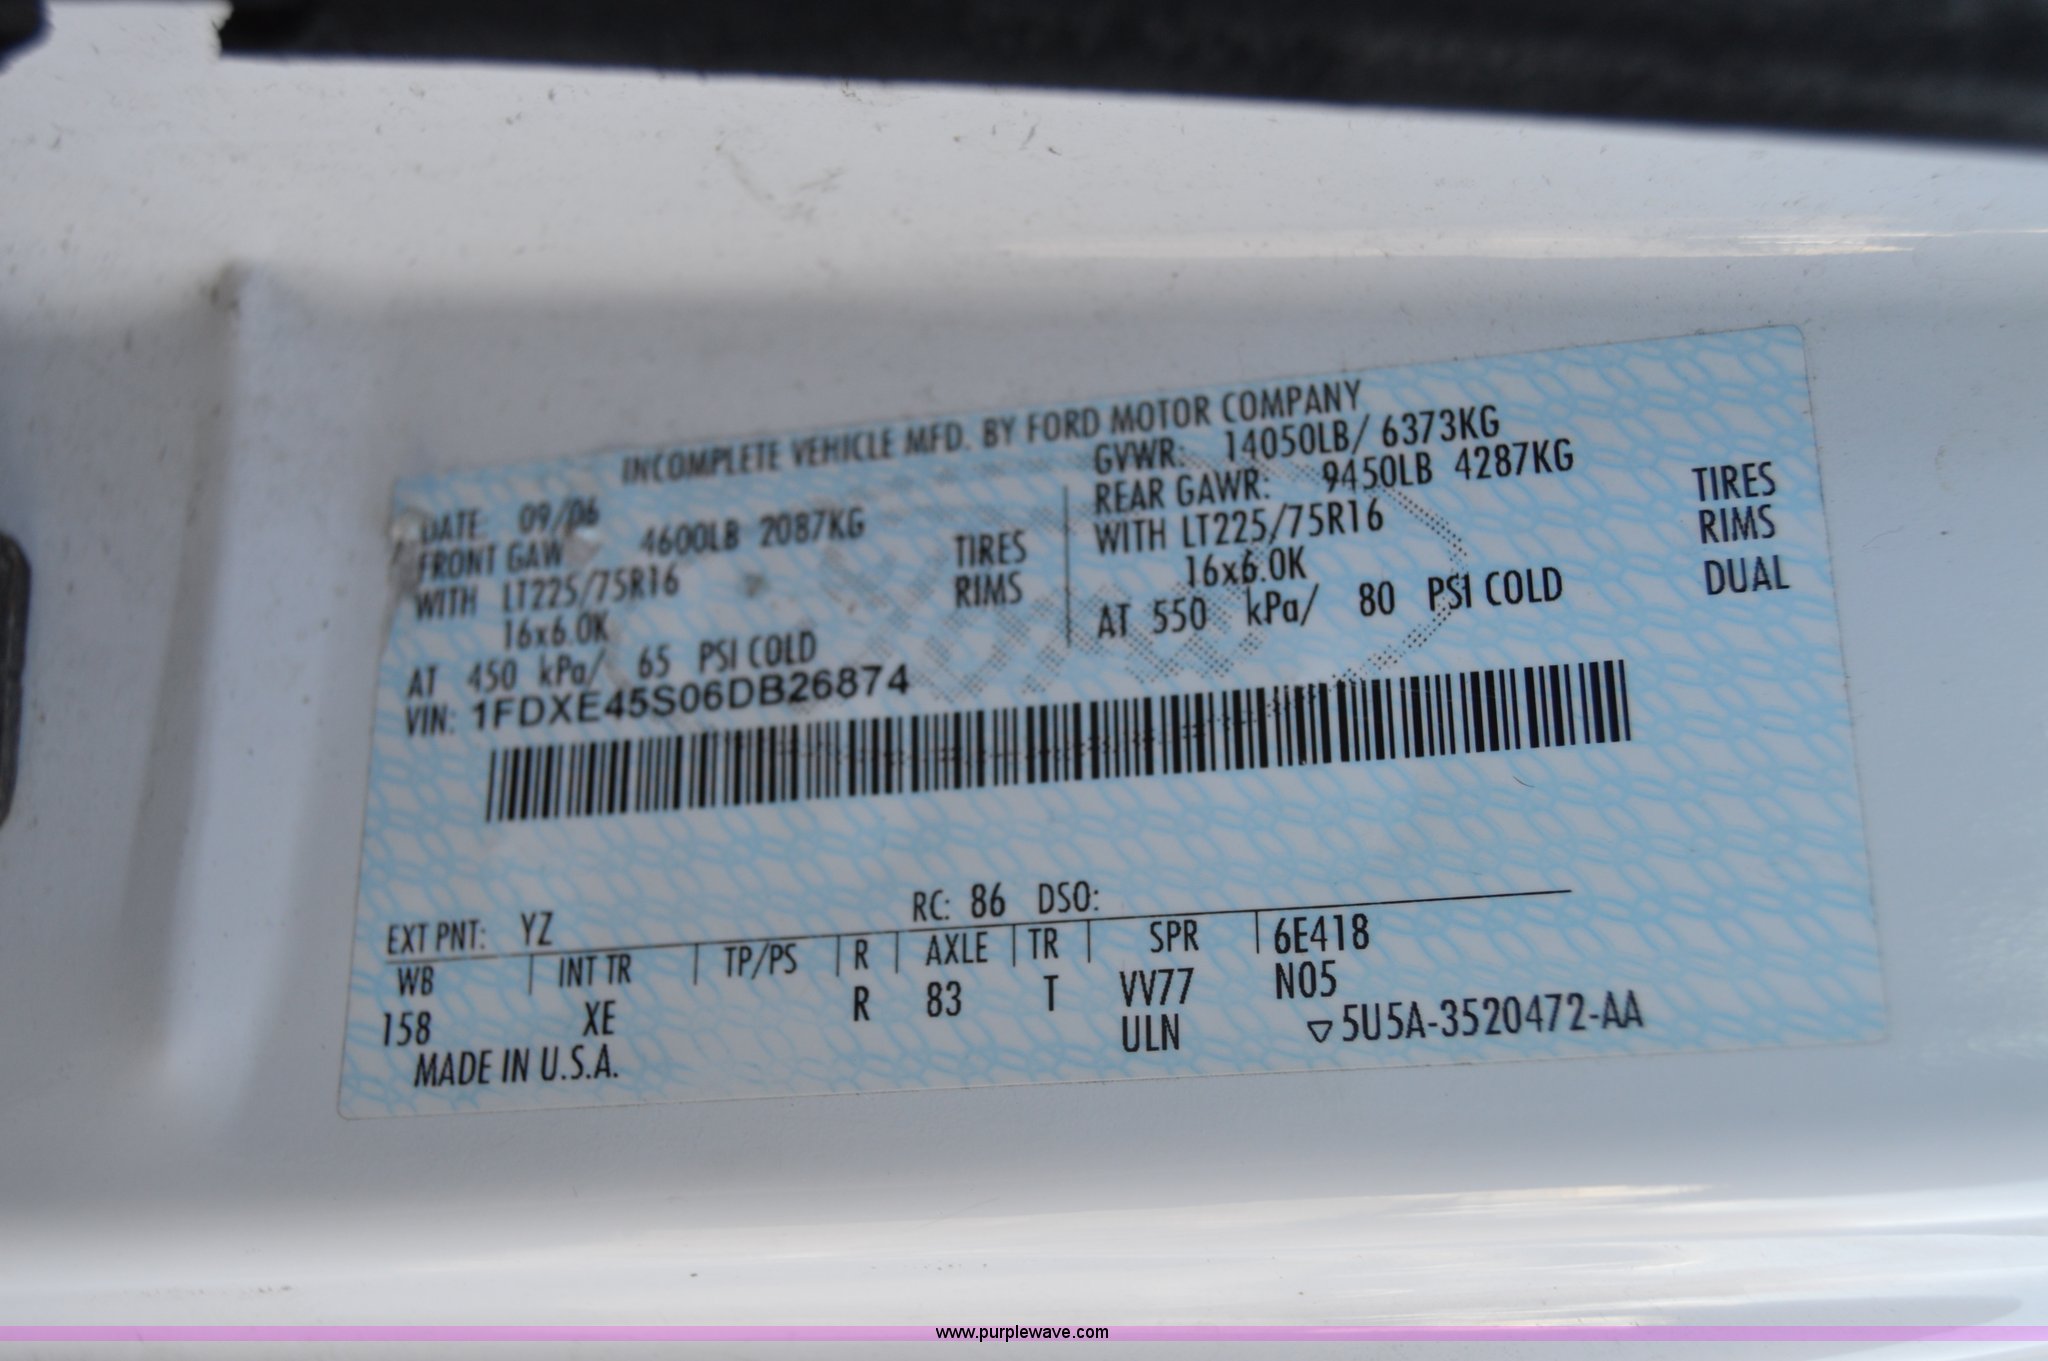 INCOMPLETE VEHICLE MFD. BY FORD MOTOR COMPANY
DATE: 09/06
GVWR: 14050LB/ 6373KG
FRONT GAW 4600LB 2087KG
REAR GAWR: 9450LB 4287KG
WITH LT225/75R16 TIRES
WITH LT225/75R16 TIRES
16x6.0K RIMS
16x6.0K RIMS
AT 450 kPa/ 65 PSI COLD
AT 550 kPa/ 80 PSI COLD DUAL
VIN: 1FDXE45S06DB26874
EXT PNT: YZ RC: 86 DSO:
WB INT TR TP/PS R AXLE TR SPR 6E418
158 XE R 83 T VV77 N05
ULN ▽5U5A-3520472-AA
MADE IN U.S.A.
www.purplewave.com